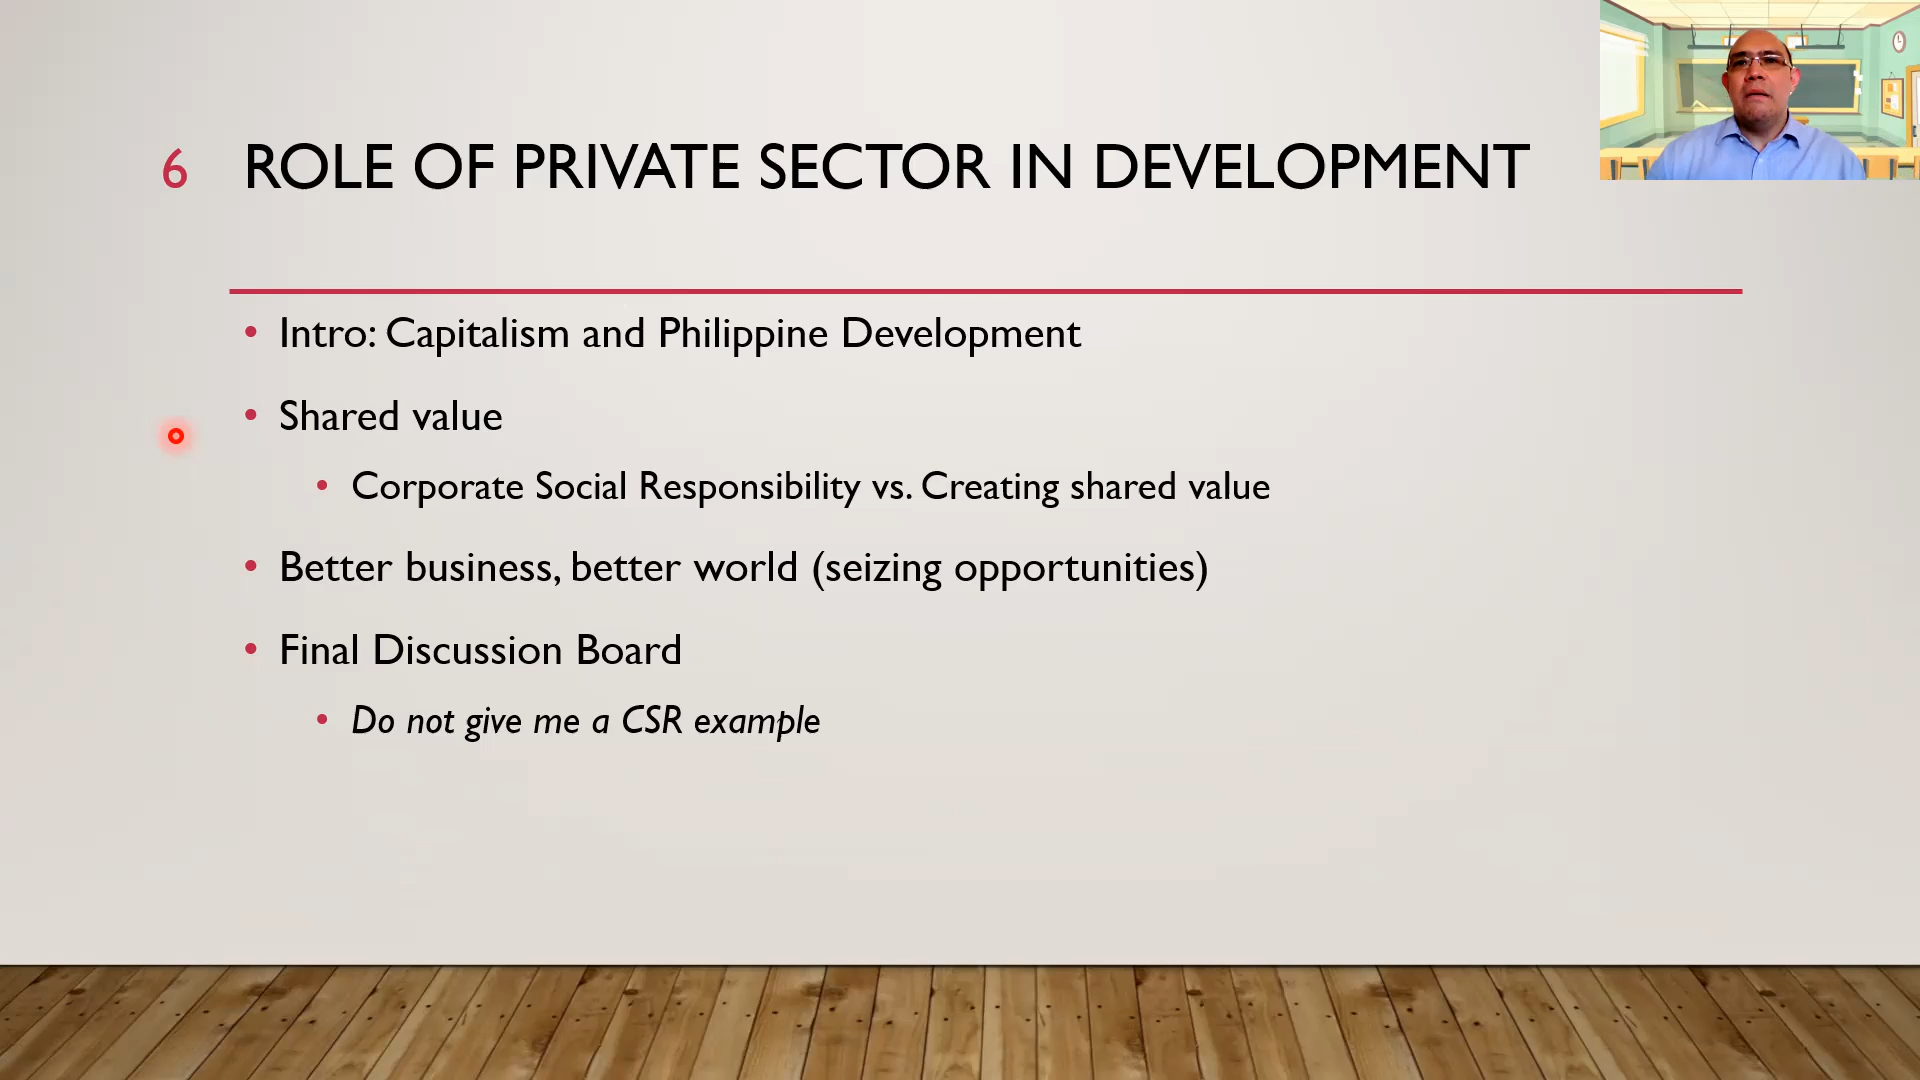 6 ROLE OF PRIVATE SECTOR IN DEVELOPMENT
• Intro: Capitalism and Philippine Development
• Shared value
• Corporate Social Responsibility vs. Creating shared value
• Better business, better world (seizing opportunities)
• Final Discussion Board
• Do not give me a CSR example